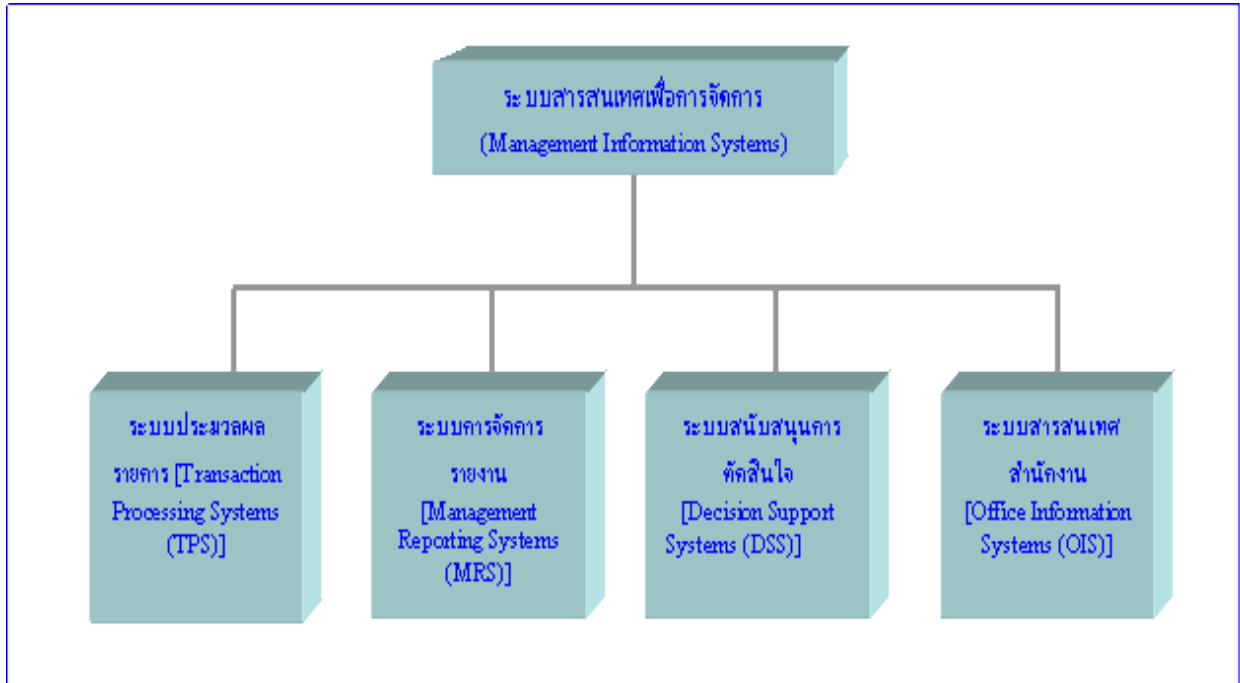 ระบบสารสนเทศเพื่อการจัดการ
(Management Information Systems)
ระบบประมวลผล
รายการ [Transaction
Processing Systems
(TPS)]
ระบบการจัดการ
รายงาน
[Management
Reporting Systems
(MRS)]
ระบบสนับสนุนการ
ตัดสินใจ
[Decision Support
Systems (DSS)]
ระบบสารสนเทศ
สำนักงาน
[Office Information
Systems (OIS)]